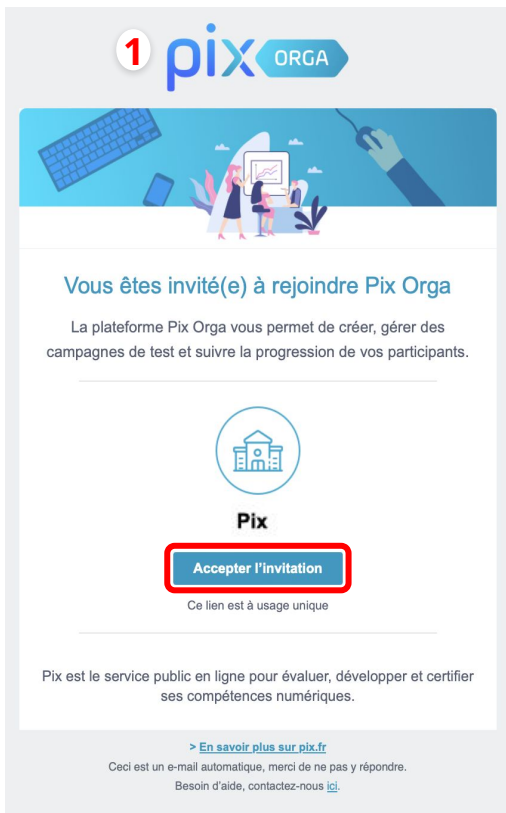 1
pix ORGA
Vous êtes invité(e) à rejoindre Pix Orga
La plateforme Pix Orga vous permet de créer, gérer des
campagnes de test et suivre la progression de vos participants.
Pix
Accepter l'invitation
Ce lien est à usage unique
Pix est le service public en ligne pour évaluer, développer et certifier
ses compétences numériques.
> En savoir plus sur pix.fr
Ceci est un e-mail automatique, merci de ne pas y répondre.
Besoin d'aide, contactez-nous ici.